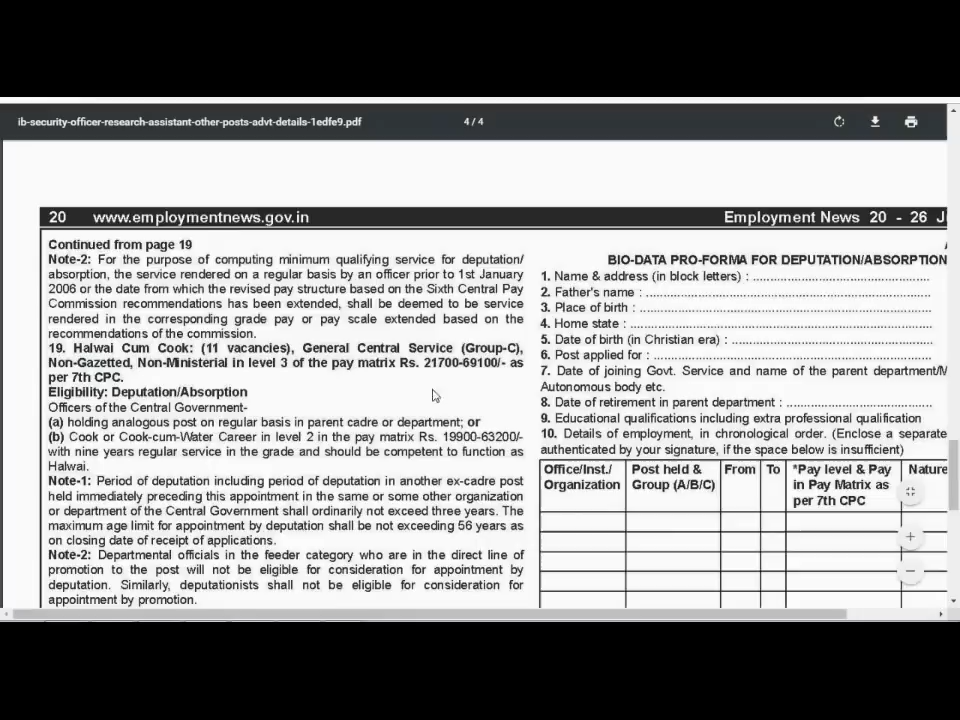 ib-security-officer-research-assistant-other-posts-advt-details-1edfe9.pdf
4 / 4
20 www.employmentnews.gov.in
Employment News 20 - 26
Continued from page 19
Note-2: For the purpose of computing minimum qualifying service for deputation/
absorption, the service rendered on a regular basis by an officer prior to 1st January
2006 or the date from which the revised pay structure based on the Sixth Central Pay
Commission recommendations has been extended, shall be deemed to be service
rendered in the corresponding grade pay or pay scale extended based on the
recommendations of the commission.
19. Halwai Cum Cook: (11 vacancies), General Central Service (Group-C),
Non-Gazetted, Non-Ministerial in level 3 of the pay matrix Rs. 21700-69100/- as
per 7th CPC.
Eligibility: Deputation/Absorption
Officers of the Central Government-
(a) holding analogous post on regular basis in parent cadre or department; or
(b) Cook or Cook-cum-Water Career in level 2 in the pay matrix Rs. 19900-63200/-
with nine years regular service in the grade and should be competent to function as
Halwai.
Note-1: Period of deputation including period of deputation in another ex-cadre post
held immediately preceding this appointment in the same or some other organization
or department of the Central Government shall ordinarily not exceed three years. The
maximum age limit for appointment by deputation shall be not exceeding 56 years as
on closing date of receipt of applications.
Note-2: Departmental officials in the feeder category who are in the direct line of
promotion to the post will not be eligible for consideration for appointment by
deputation. Similarly, deputationists shall not be eligible for consideration for
appointment by promotion.
BIO-DATA PRO-FORMA FOR DEPUTATION/ABSORPTION
1. Name & address (in block letters) : ................................................
2. Father's name : ................................................................................
3. Place of birth : ................................................................................
4. Home state : ....................................................................................
5. Date of birth (in Christian era) : ......................................................
6. Post applied for : ..............................................................................
7. Date of joining Govt. Service and name of the parent department/M
Autonomous body etc.
8. Date of retirement in parent department : ........................................
9. Educational qualifications including extra professional qualification
10. Details of employment, in chronological order. (Enclose a separate
authenticated by your signature, if the space below is insufficient)
Office/Inst./ Organization
Post held & Group (A/B/C)
From
To
*Pay level & Pay in Pay Matrix as per 7th CPC
Nature